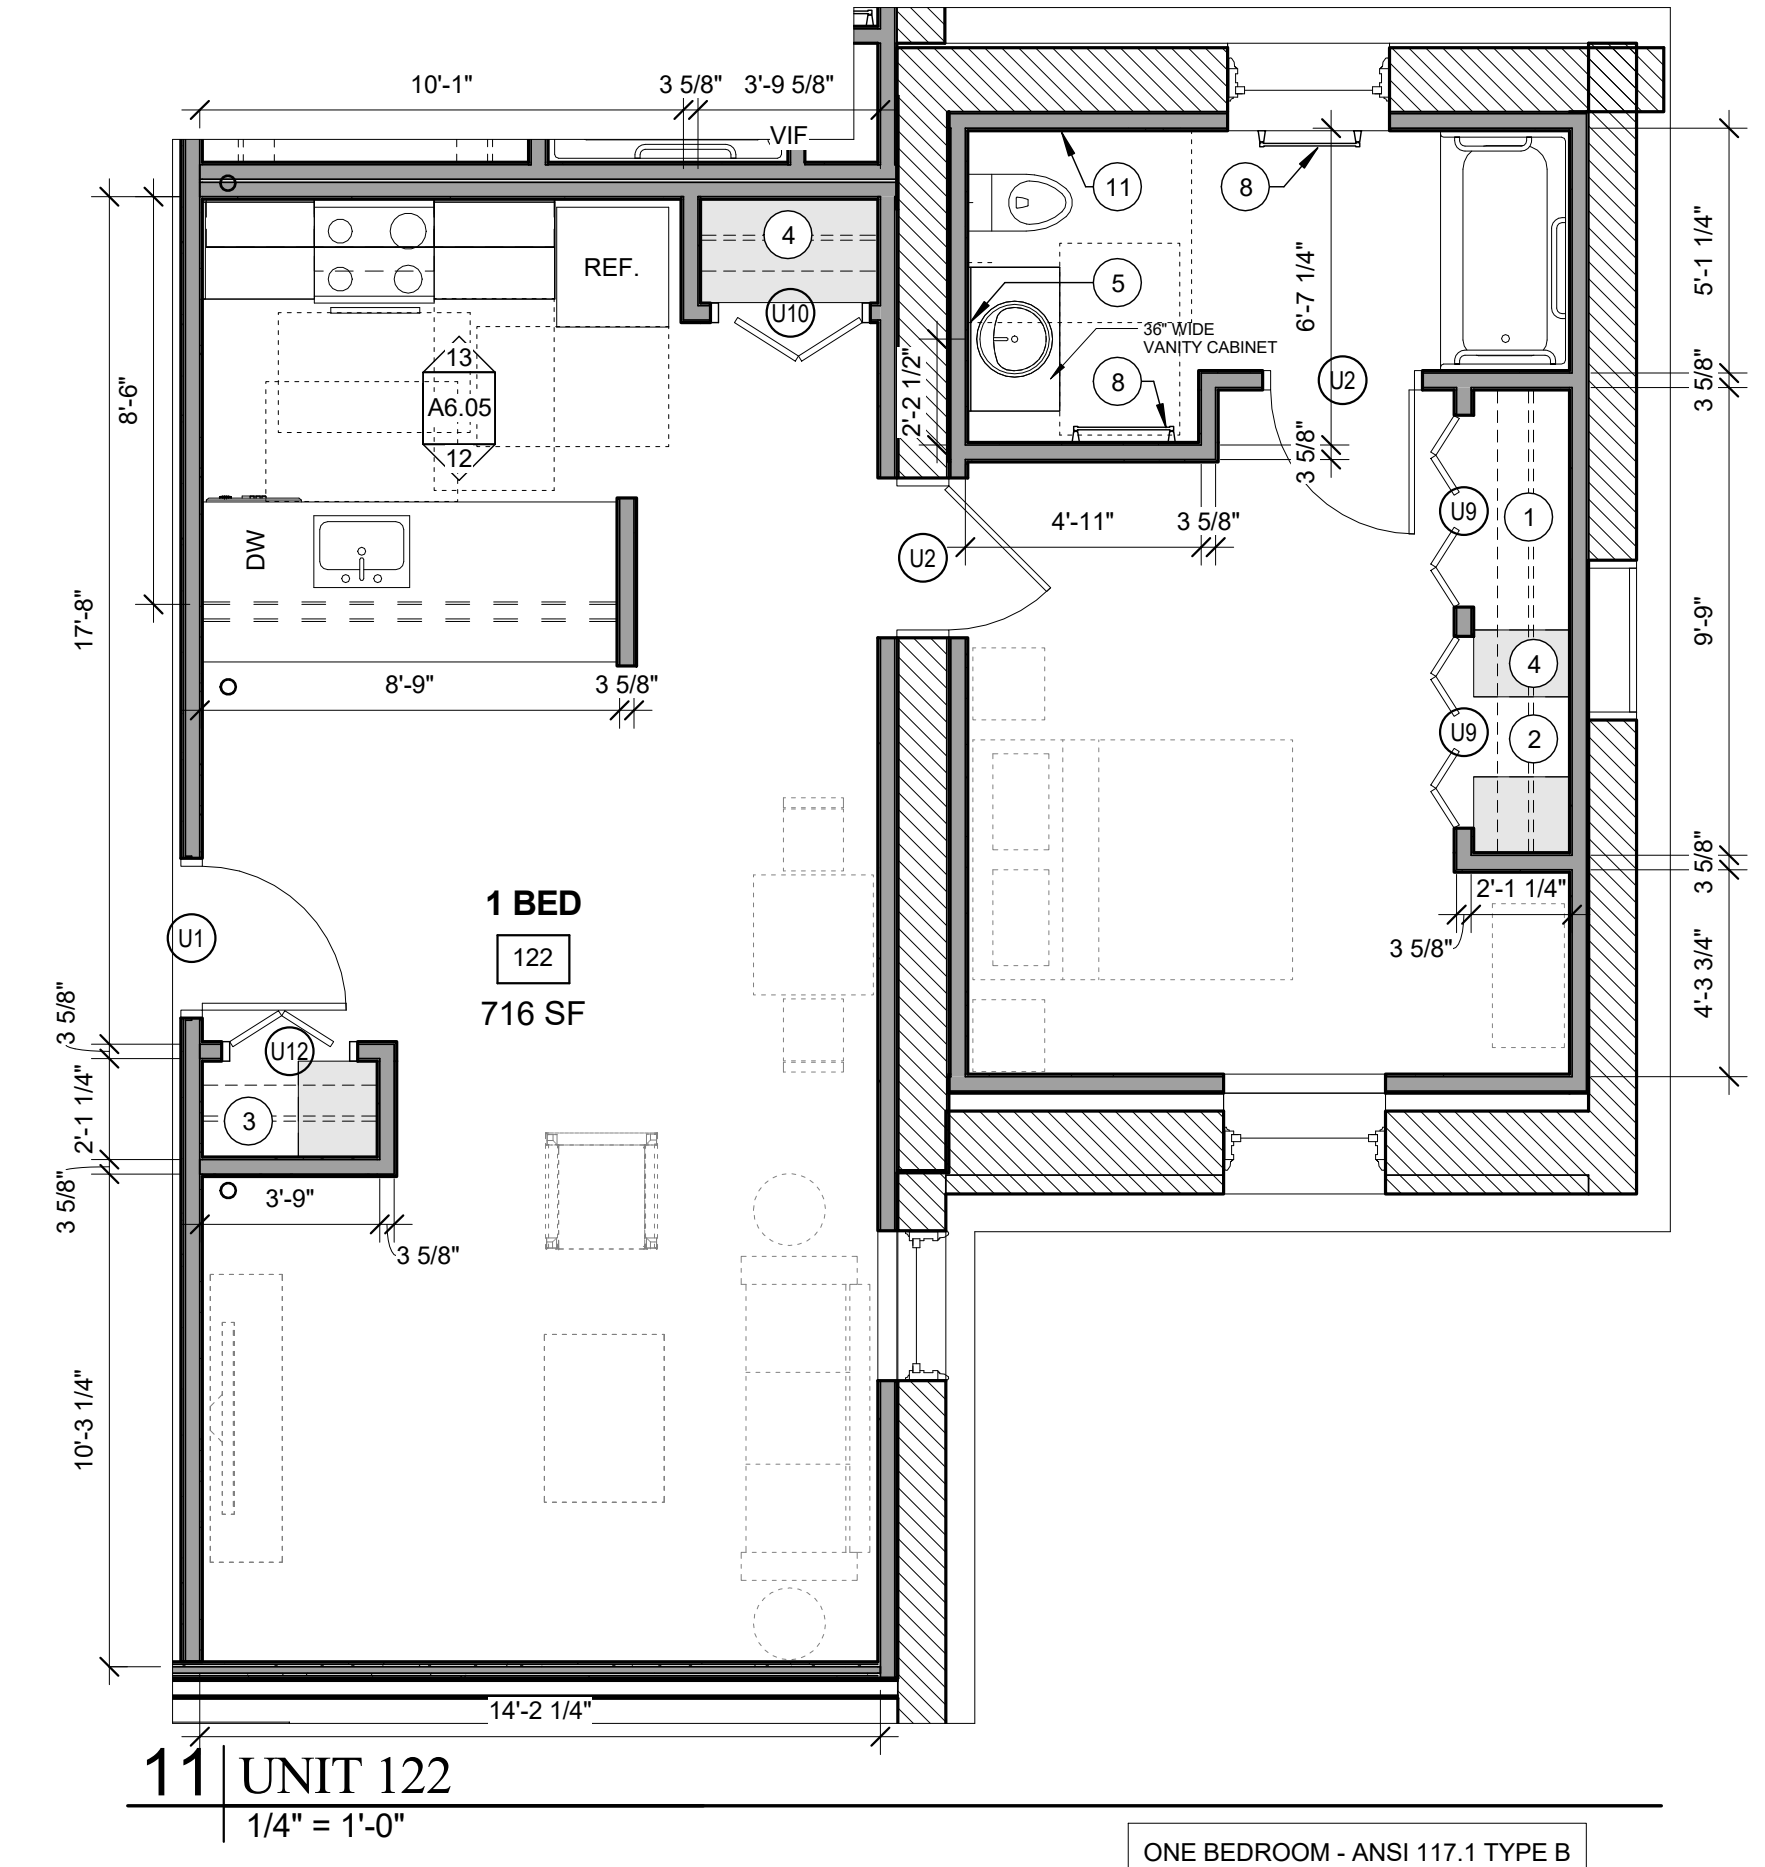 10'-1"
3 5/8"
3'-9 5/8"
VIF
11
8
4
REF.
5
U10
36" WIDE
VANITY CABINET
6'-7 1/4"
5'-1 1/4"
13
A6.05
12
8'-6"
2'-2 1/2"
8
U2
3 5/8"
3 5/8"
4'-11"
3 5/8"
U9
1
DW
U2
17'-8"
9'-9"
4
8'-9"
3 5/8"
U9
2
3 5/8"
2'-1 1/4"
3 5/8"
1 BED
122
716 SF
U1
4'-3 3/4"
3 5/8"
U12
2'-1 1/4"
3
3 5/8"
3'-9"
3 5/8"
10'-3 1/4"
14'-2 1/4"
11
UNIT 122
1/4" = 1'-0"
ONE BEDROOM - ANSI 117.1 TYPE B